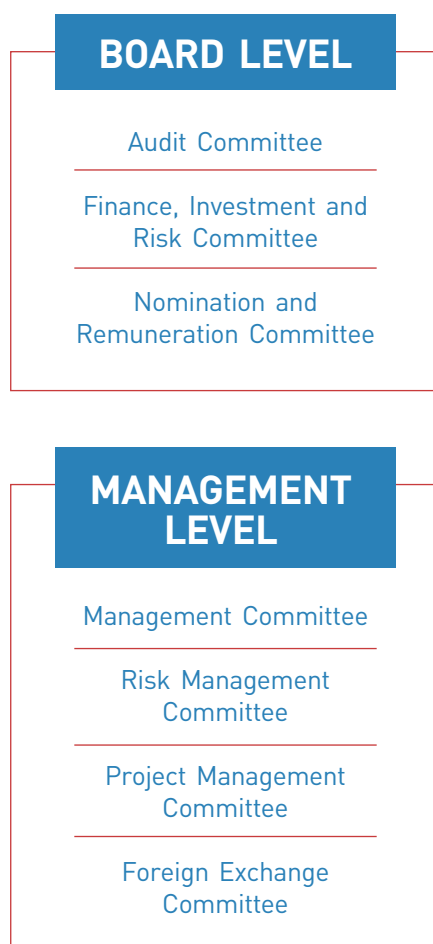 BOARD LEVEL
Audit Committee
Finance, Investment and
Risk Committee
Nomination and
Remuneration Committee
MANAGEMENT
LEVEL
Management Committee
Risk Management
Committee
Project Management
Committee
Foreign Exchange
Committee